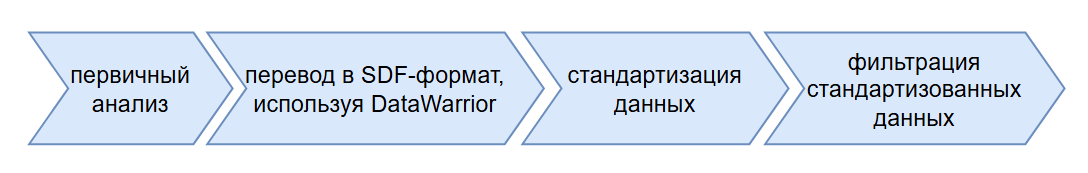 первичный
анализ
перевод в SDF-формат,
используя DataWarrior
стандартизация
данных
фильтрация
стандартизованных
данных